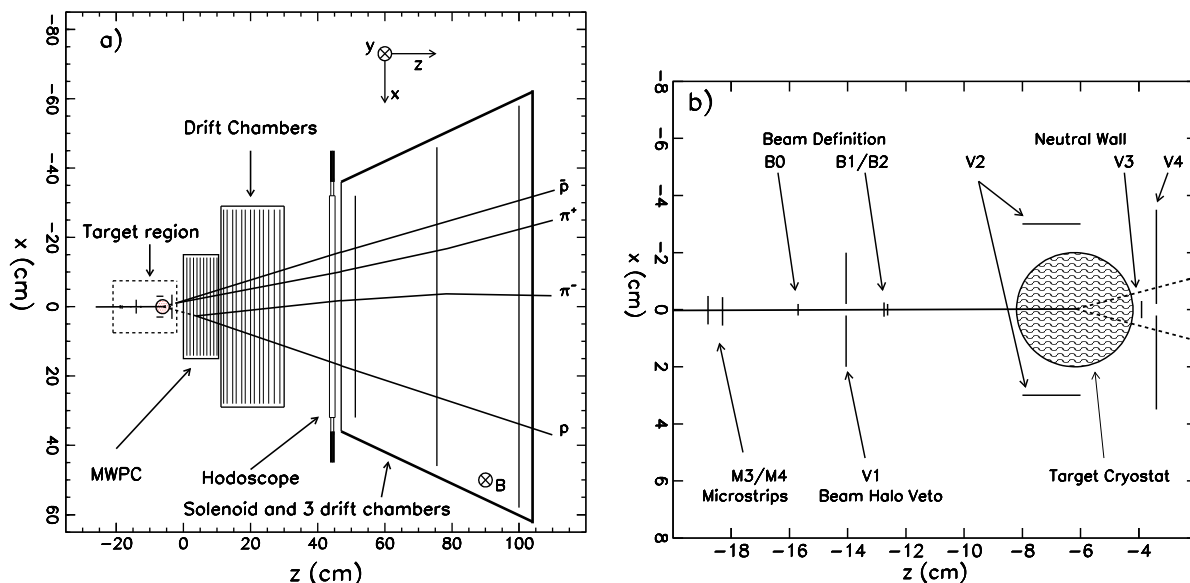 a)
y
z
x
Drift Chambers
Target region
p̄
π+
π−
p
MWPC
Hodoscope
Solenoid and 3 drift chambers
B
−80
−60
−40
−20
0
20
40
60
x (cm)
−20
0
20
40
60
80
100
z (cm)
b)
Beam Definition
Neutral Wall
B0
B1/B2
V2
V3
V4
M3/M4
Microstrips
V1
Beam Halo Veto
Target Cryostat
−8
−6
−4
−2
0
2
4
6
8
x (cm)
−18
−16
−14
−12
−10
−8
−6
−4
z (cm)